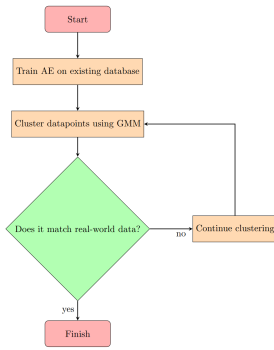 Start
Train AE on existing database
Cluster datapoints using GMM
Does it match real-world data?
no
Continue clustering
yes
Finish